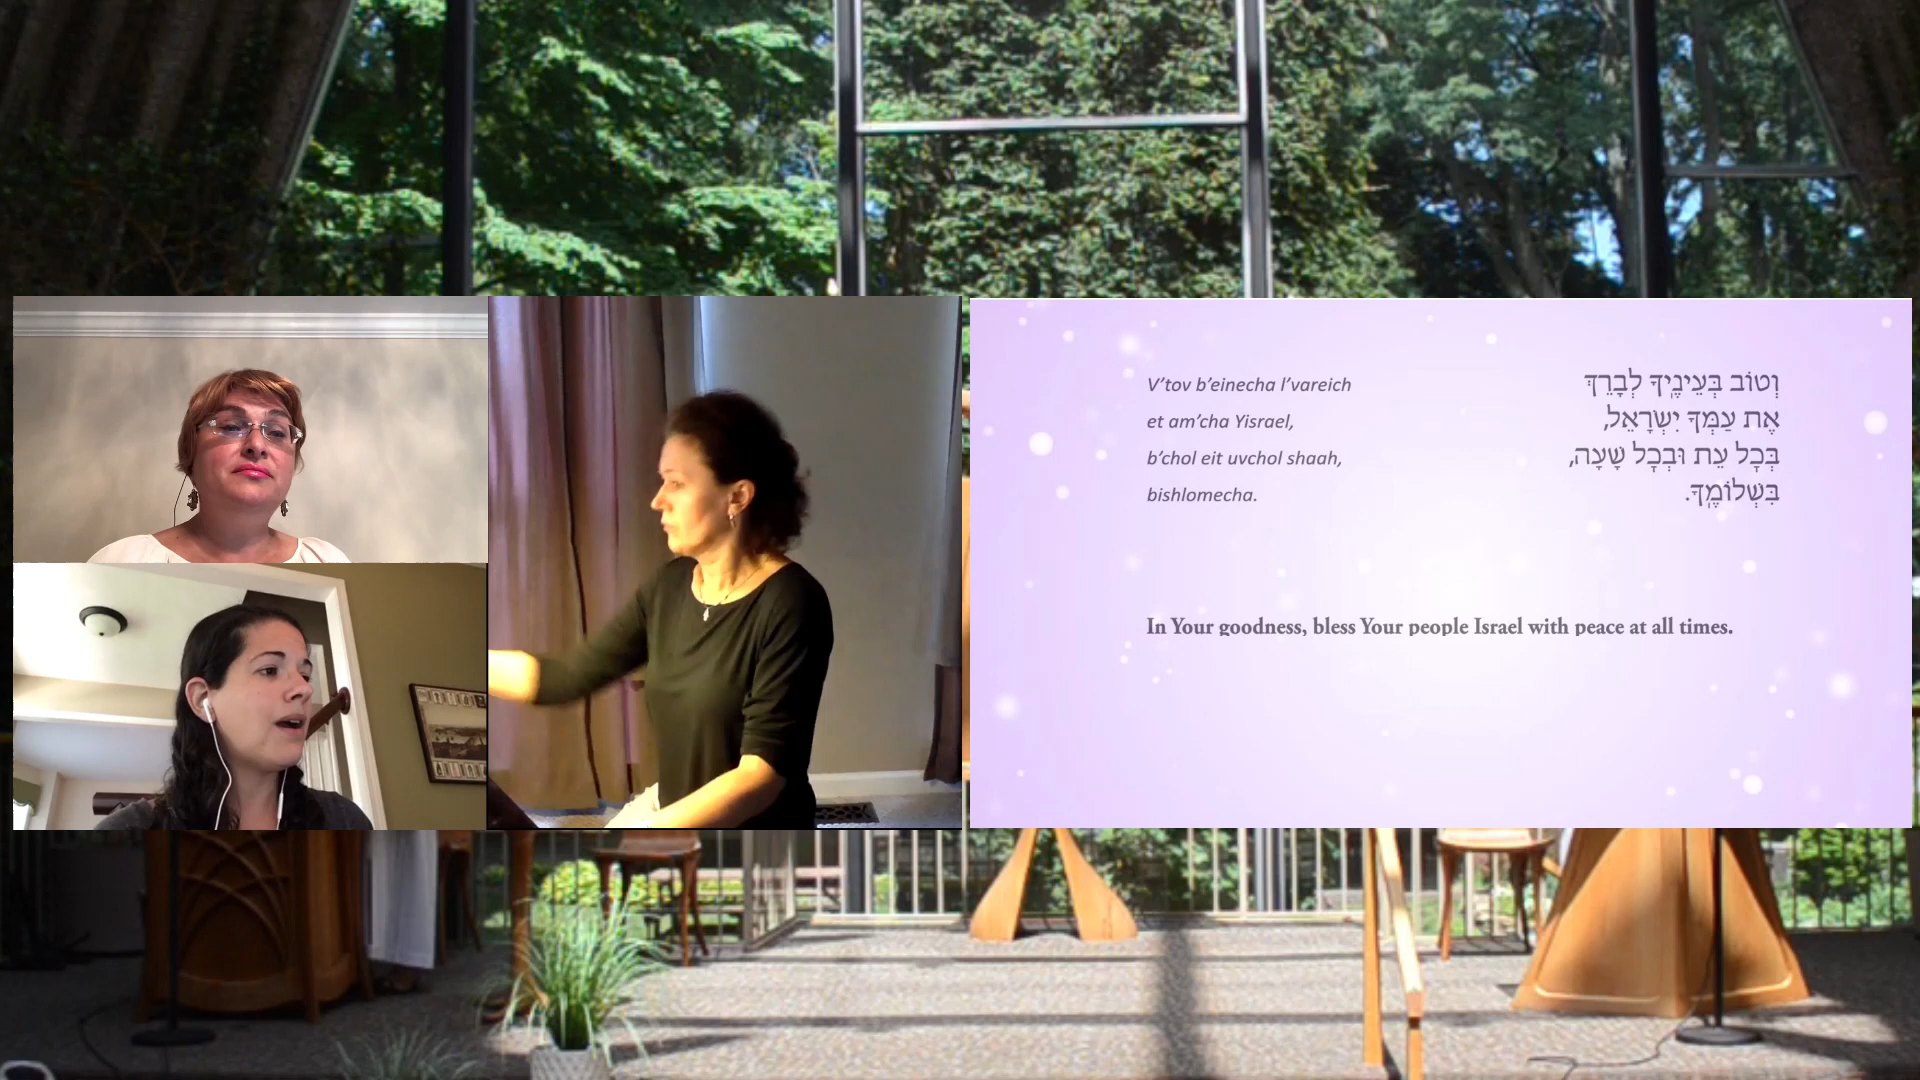 V’tov b’einecha l’vareich
et am’cha Yisrael,
b’chol eit uvchol shaah,
bishlomecha.
וְטוֹב בְּעֵינֶֽיךָ לְבָרֵךְ
אֶת עַמְּךָ יִשְׂרָאֵל,
בְּכָל עֵת וּבְכָל שָׁעָה,
בִּשְׁלוֹמֶֽךָ.
In Your goodness, bless Your people Israel with peace at all times.